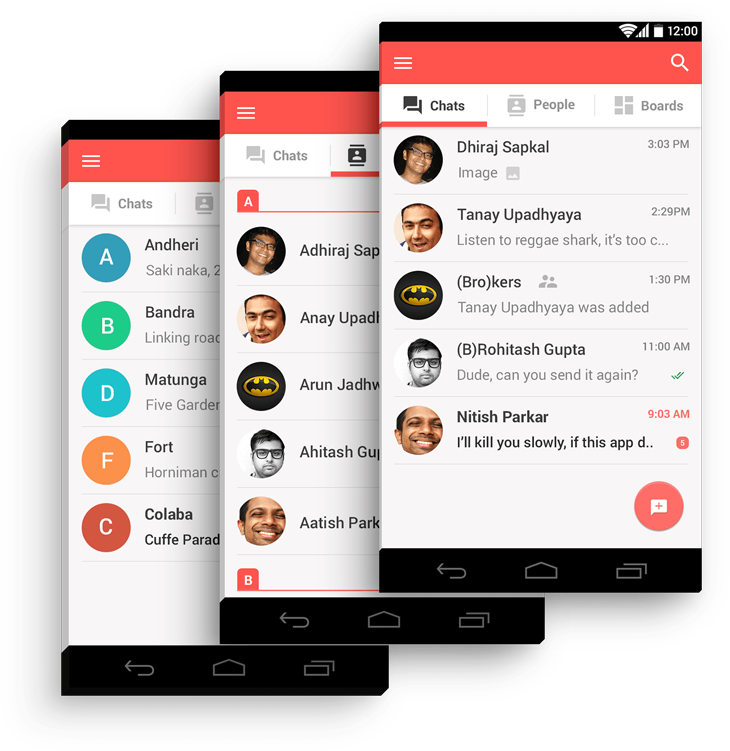 12:00
Chats
People
Boards
Dhiraj Sapkal
3:03 PM
Image
Tanay Upadhyaya
2:29PM
Listen to reggae shark, it's too c...
(Bro)kers
1:30 PM
Tanay Upadhyaya was added
(B)Rohitash Gupta
11:00 AM
Dude, can you send it again?
Nitish Parkar
9:03 AM
I'll kill you slowly, if this app d..
5
Chats
A
Adhiraj Sap
Anay Upadh
Arun Jadhw
Ahitash Gu
Aatish Park
B
Chats
A
Andheri
Saki naka, 2
B
Bandra
Linking road
D
Matunga
Five Garden
F
Fort
Horniman c
C
Colaba
Cuffe Parad